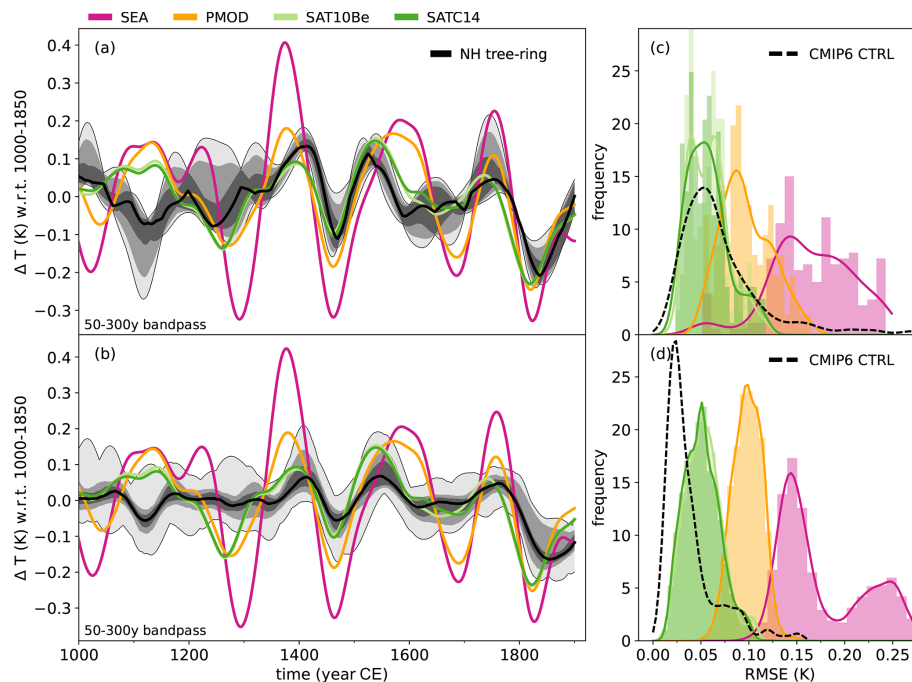 SEA PMOD SAT10Be SATC14
(a)
NH tree-ring
0.4
0.3
0.2
0.1
0.0
−0.1
−0.2
−0.3
Δ T (K) w.r.t. 1000-1850
50-300y bandpass
(c)
CMIP6 CTRL
25
20
15
10
5
0
frequency
(b)
0.4
0.3
0.2
0.1
0.0
−0.1
−0.2
−0.3
Δ T (K) w.r.t. 1000-1850
50-300y bandpass
1000 1200 1400 1600 1800
time (year CE)
(d)
CMIP6 CTRL
25
20
15
10
5
0
frequency
0.00 0.05 0.10 0.15 0.20 0.25
RMSE (K)